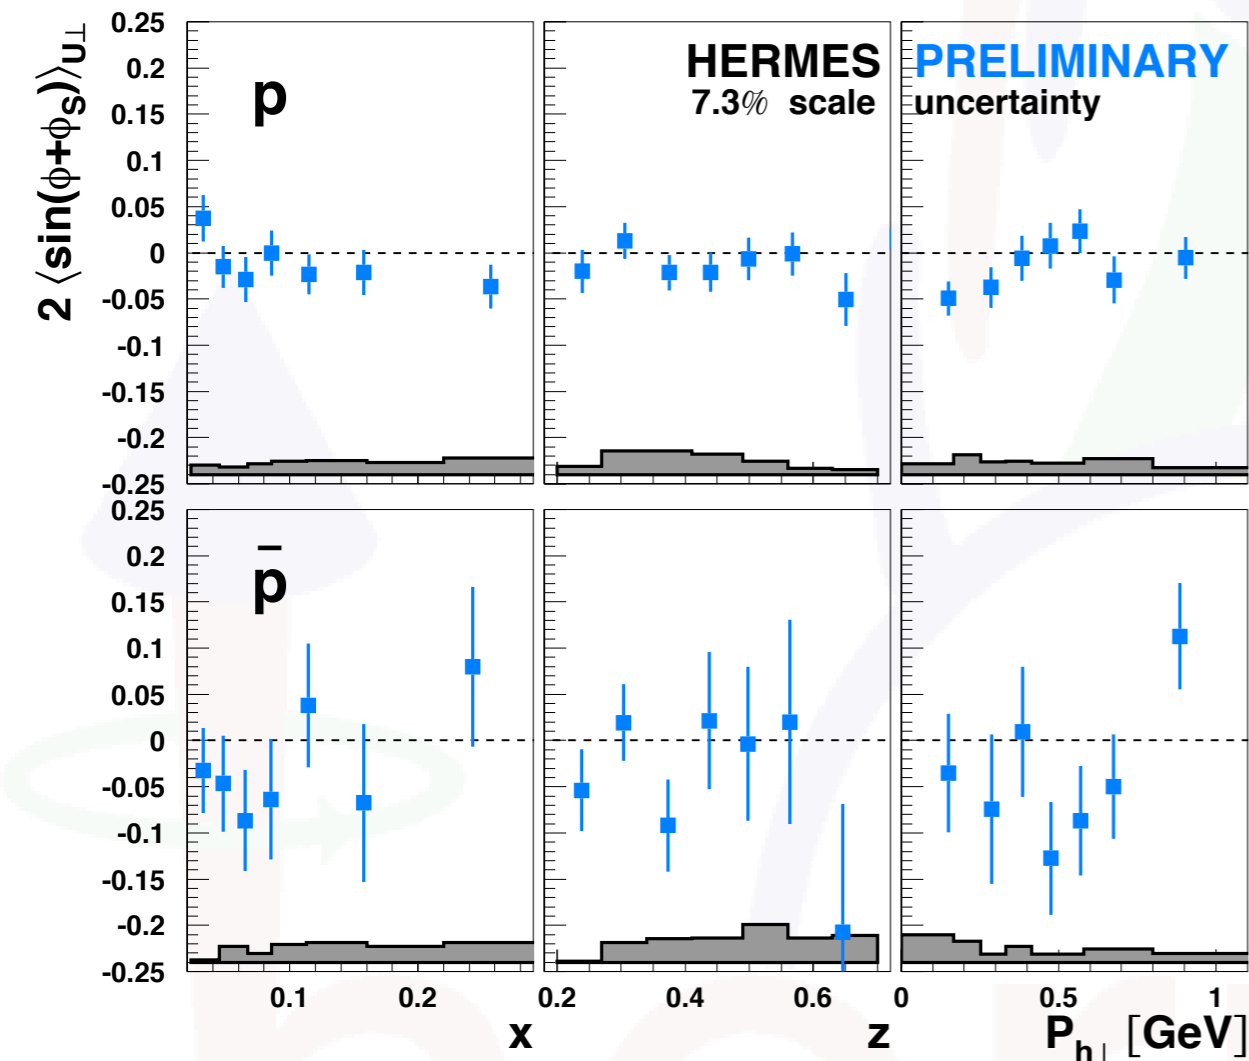 2 ⟨sin(ϕ+ϕS)⟩U⊥
0.25
0.2
0.15
0.1
0.05
0
-0.05
-0.1
-0.15
-0.2
-0.25
p
HERMES PRELIMINARY
7.3% scale uncertainty
0.25
0.2
0.15
0.1
0.05
0
-0.05
-0.1
-0.15
-0.2
-0.25
p̄
0.1 0.2
0.2 0.4 0.6
0 0.5 1
x
z
Ph⊥ [GeV]